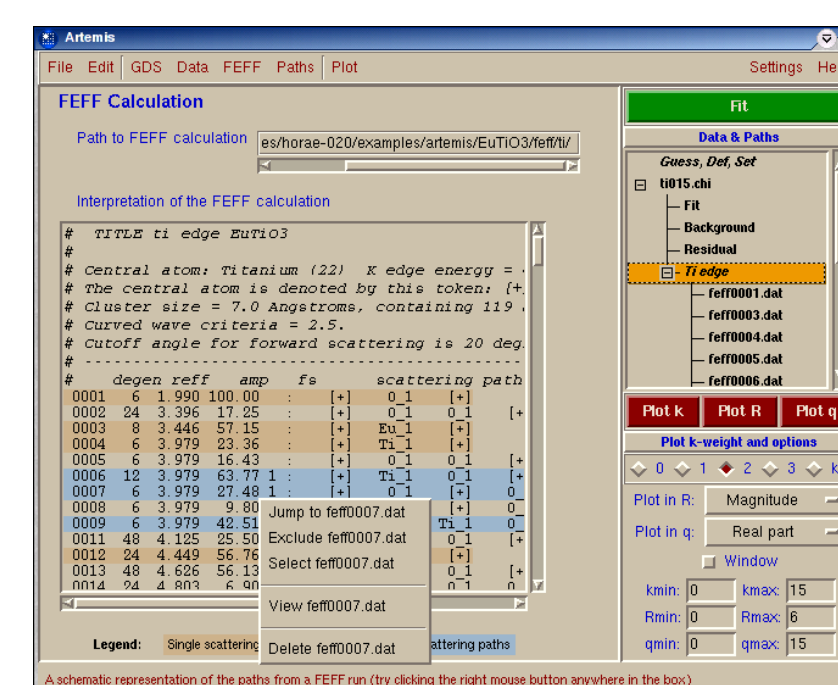 Artemis
File Edit GDS Data FEFF Paths Plot Settings He
FEFF Calculation
Path to FEFF calculation es/horae-020/examples/artemis/EuTiO3/feff/ti/
Interpretation of the FEFF calculation
# TITLE ti edge EuTiO3
#
# Central atom: Titanium (22) K edge energy =
# The central atom is denoted by this token: [+]
# Cluster size = 7.0 Angstroms, containing 119
# Curved wave criteria = 2.5.
# Cutoff angle for forward scattering is 20 deg
# ------------------------------------------------
# degen reff amp fs scattering path
0001 6 1.990 100.00 : [+] O_1 [+]
0002 24 3.396 17.25 : [+] O_1 O_1 [+
0003 8 3.446 57.15 : [+] Eu_1 [+]
0004 6 3.979 23.36 : [+] Ti_1 [+]
0005 6 3.979 16.43 : [+] O_1 O_1 [+
0006 12 3.979 63.77 1 : [+] Ti_1 O_1 [+
0007 6 3.979 27.48 1 : [+] O_1 [+] O_
0008 6 3.979 9.80 [+] O_
0009 6 3.979 42.51 Ti_1 O_
0011 48 4.125 25.50 O_1 [+
0012 24 4.449 56.76 [+]
0013 48 4.626 56.13 O_1 [+
0014 24 4.803 6.90 O_1 O
Jump to feff0007.dat
Exclude feff0007.dat
Select feff0007.dat
View feff0007.dat
Delete feff0007.dat
Legend: Single scattering attering paths
Fit
Data & Paths
Guess, Def, Set
ti015.chi
Fit
Background
Residual
Ti edge
feff0001.dat
feff0003.dat
feff0004.dat
feff0005.dat
feff0006.dat
Plot k Plot R Plot q
Plot k-weight and options
0 1 2 3 k
Plot in R: Magnitude
Plot in q: Real part
Window
kmin: 0 kmax: 15
Rmin: 0 Rmax: 6
qmin: 0 qmax: 15
A schematic representation of the paths from a FEFF run (try clicking the right mouse button anywhere in the box)